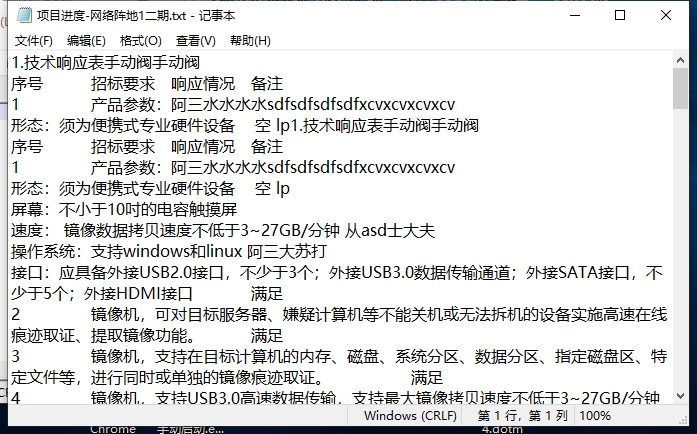 项目进度-网络阵地1二期.txt - 记事本
文件(F) 编辑(E) 格式(O) 查看(V) 帮助(H)
1.技术响应表手动阀手动阀
序号 招标要求 响应情况 备注
1 产品参数：阿三水水水水sdfsdfsdfsdfxcvxcvxcvxcv
形态：须为便携式专业硬件设备 空 lp1.技术响应表手动阀手动阀
序号 招标要求 响应情况 备注
1 产品参数：阿三水水水水sdfsdfsdfsdfxcvxcvxcvxcv
形态：须为便携式专业硬件设备 空 lp
屏幕：不小于10吋的电容触摸屏
速度： 镜像数据拷贝速度不低于3~27GB/分钟 从asd士大夫
操作系统：支持windows和linux 阿三大苏打
接口：应具备外接USB2.0接口，不少于3个；外接USB3.0数据传输通道；外接SATA接口，不
少于5个；外接HDMI接口 满足
2 镜像机，可对目标服务器、嫌疑计算机等不能关机或无法拆机的设备实施高速在线
痕迹取证、提取镜像功能。 满足
3 镜像机，支持在目标计算机的内存、磁盘、系统分区、数据分区、指定磁盘区、特
定文件等，进行同时或单独的镜像痕迹取证。 满足
4 镜像机，支持USB3.0高速数据传输，支持最大镜像拷贝速度不低于3~27GB/分钟
Windows (CRLF) 第 1 行，第 1 列 100%
Chrome 手动启动.e... 4.dotm